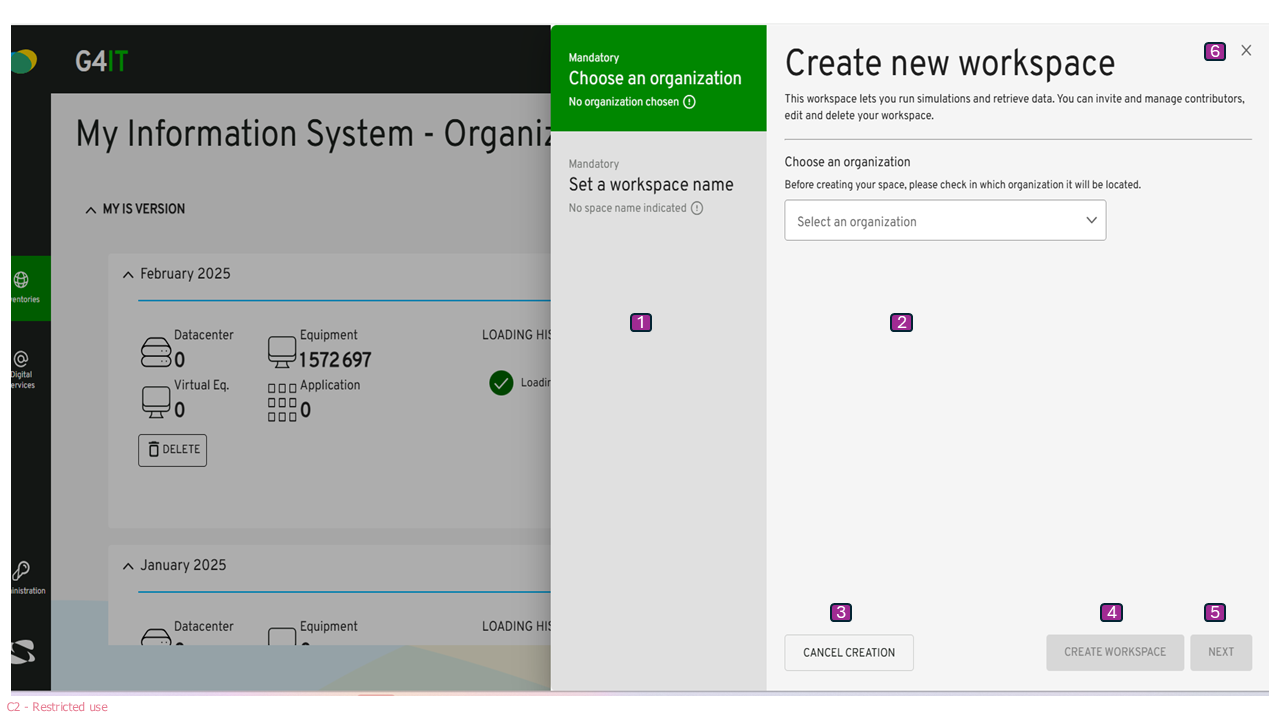 G4IT
My Information System - Organiz
MY IS VERSION
February 2025
Datacenter
0
Equipment
1 572 697
LOADING HIS
Virtual Eq.
0
Application
0
Loadin
DELETE
January 2025
Datacenter
Equipment
LOADING HIS
ventories
Digital
ervices
ministration
Mandatory
Choose an organization
No organization chosen
Mandatory
Set a workspace name
No space name indicated
1
Create new workspace
6
This workspace lets you run simulations and retrieve data. You can invite and manage contributors,
edit and delete your workspace.
Choose an organization
Before creating your space, please check in which organization it will be located.
Select an organization
2
3
4
5
CANCEL CREATION
CREATE WORKSPACE
NEXT
C2 - Restricted use